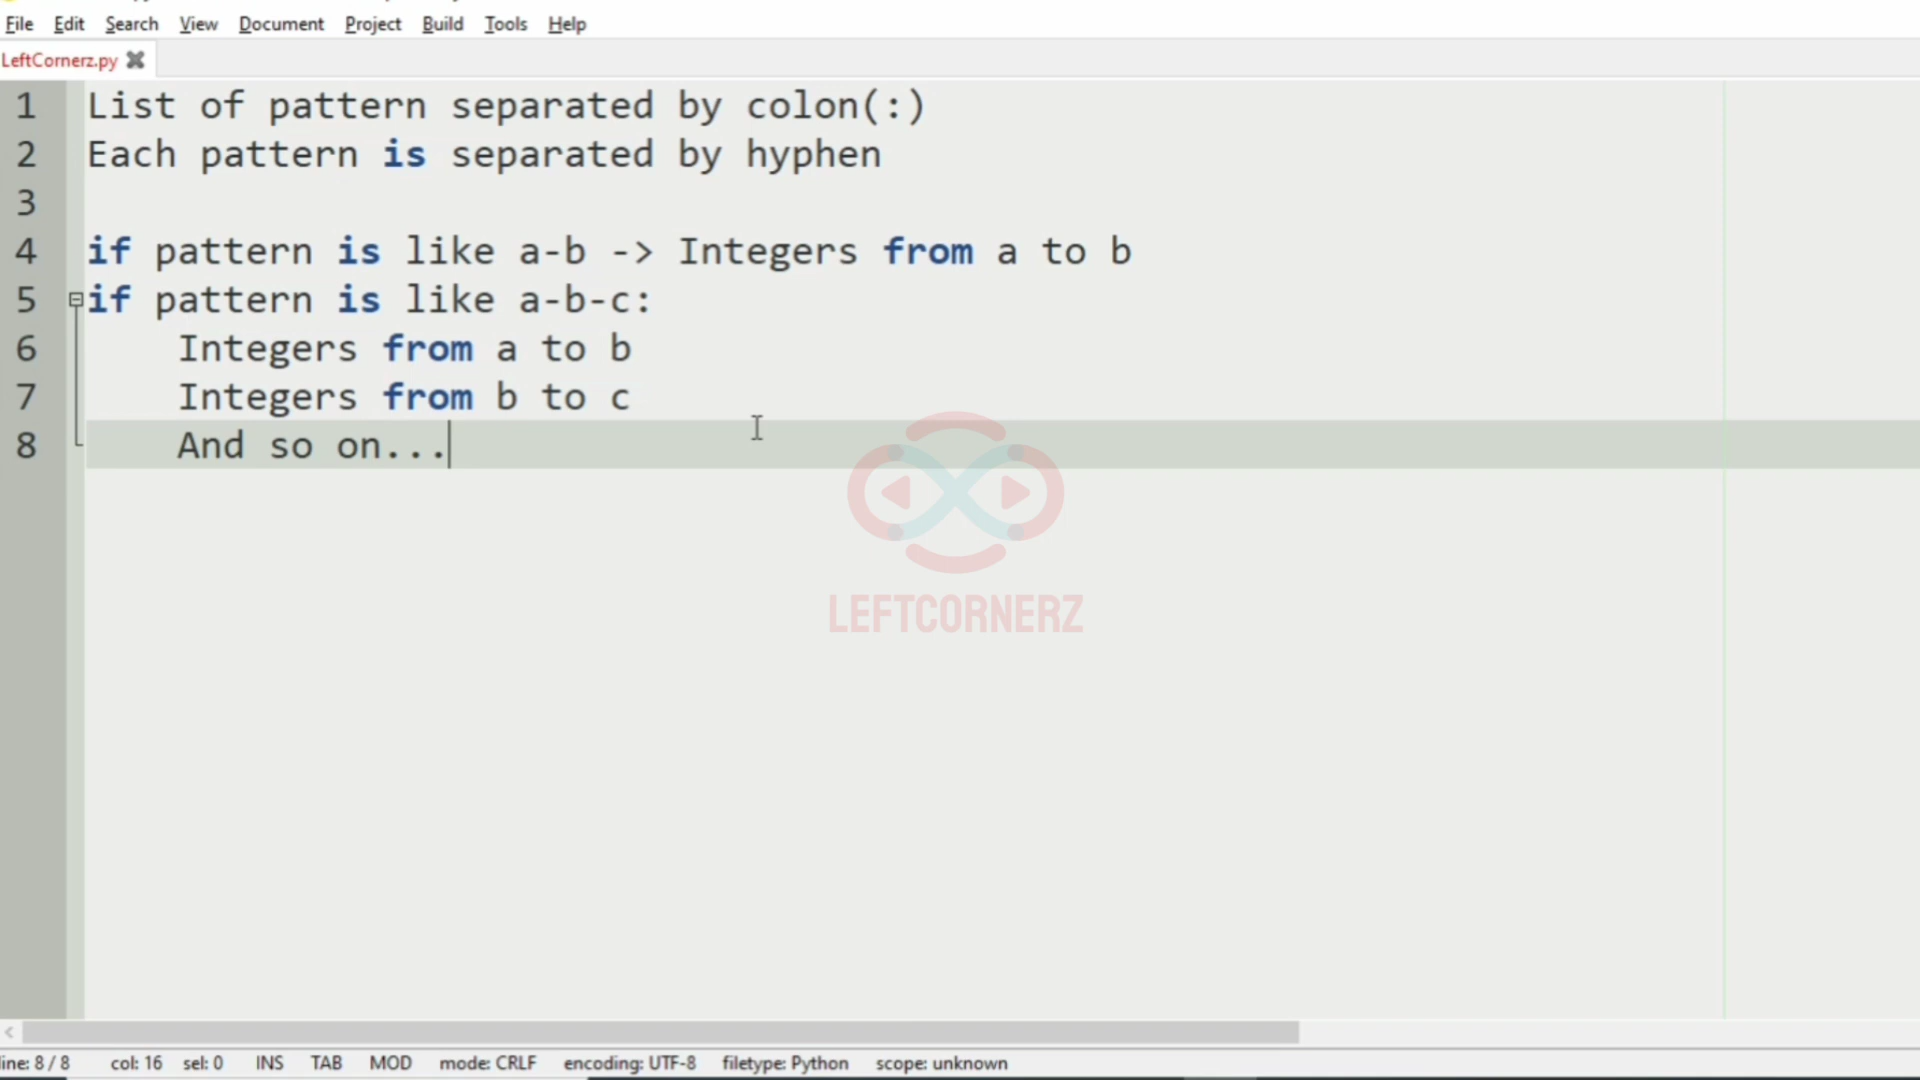 File Edit Search View Document Project Build Tools Help
LeftCornerz.py
1 List of pattern separated by colon(:)
2 Each pattern is separated by hyphen
3
4 if pattern is like a-b -> Integers from a to b
5 if pattern is like a-b-c:
6 Integers from a to b
7 Integers from b to c
8 And so on...
LEFTCORNERZ
line: 8 / 8 col: 16 sel: 0 INS TAB MOD mode: CRLF encoding: UTF-8 filetype: Python scope: unknown